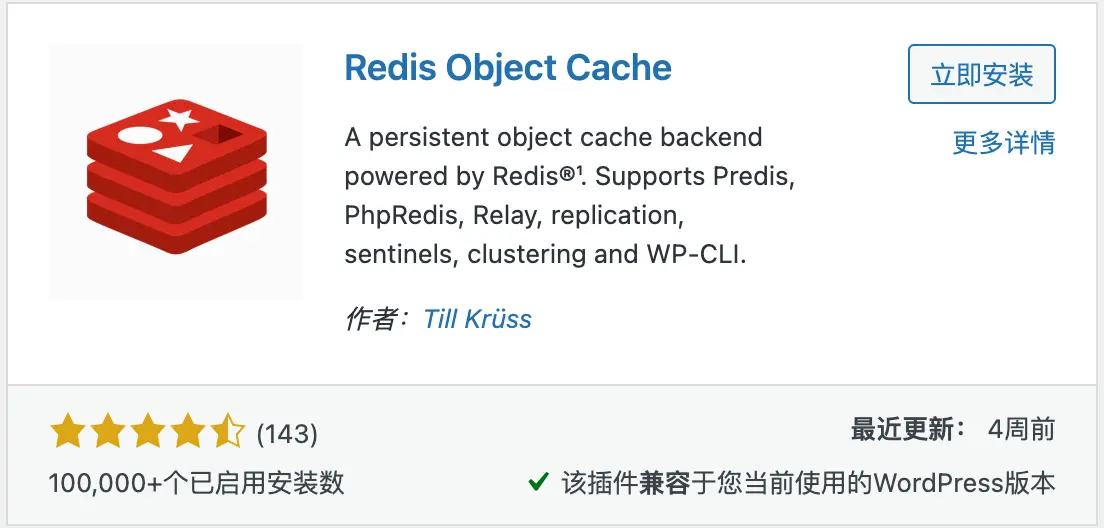 Redis Object Cache
立即安装
更多详情
A persistent object cache backend
powered by Redis®¹. Supports Predis,
PhpRedis, Relay, replication,
sentinels, clustering and WP-CLI.
作者：Till Krüss
(143)
100,000+个已启用安装数
最近更新： 4周前
该插件兼容于您当前使用的WordPress版本